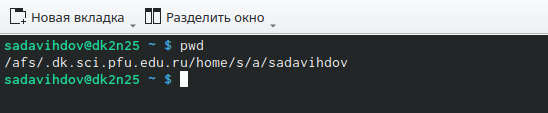 Новая вкладка Разделить окно
sadavihdov@dk2n25 ~ $ pwd
/afs/.dk.sci.pfu.edu.ru/home/s/a/sadavihdov
sadavihdov@dk2n25 ~ $